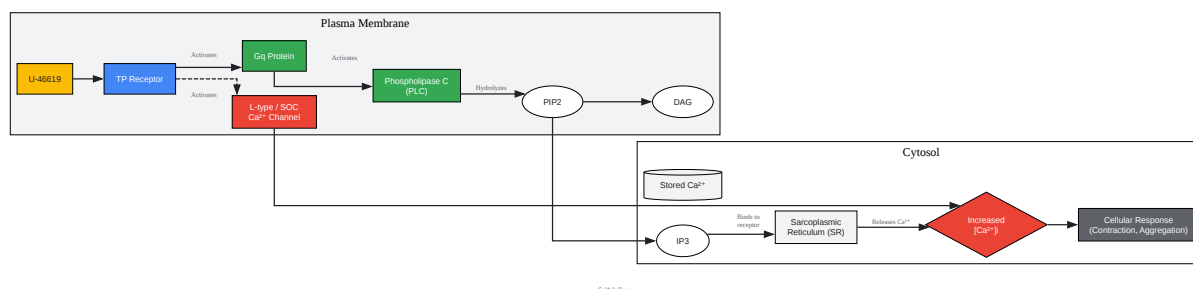 Plasma Membrane
U-46619
TP Receptor
Activates
Activates
Gq Protein
L-type / SOC
Ca²⁺ Channel
Activates
Phospholipase C
(PLC)
Hydrolyzes
PIP2
DAG
Cytosol
Stored Ca²⁺
IP3
Binds to
receptor
Sarcoplasmic
Reticulum (SR)
Releases Ca²⁺
Increased
[Ca²⁺]i
Cellular Response
(Contraction, Aggregation)